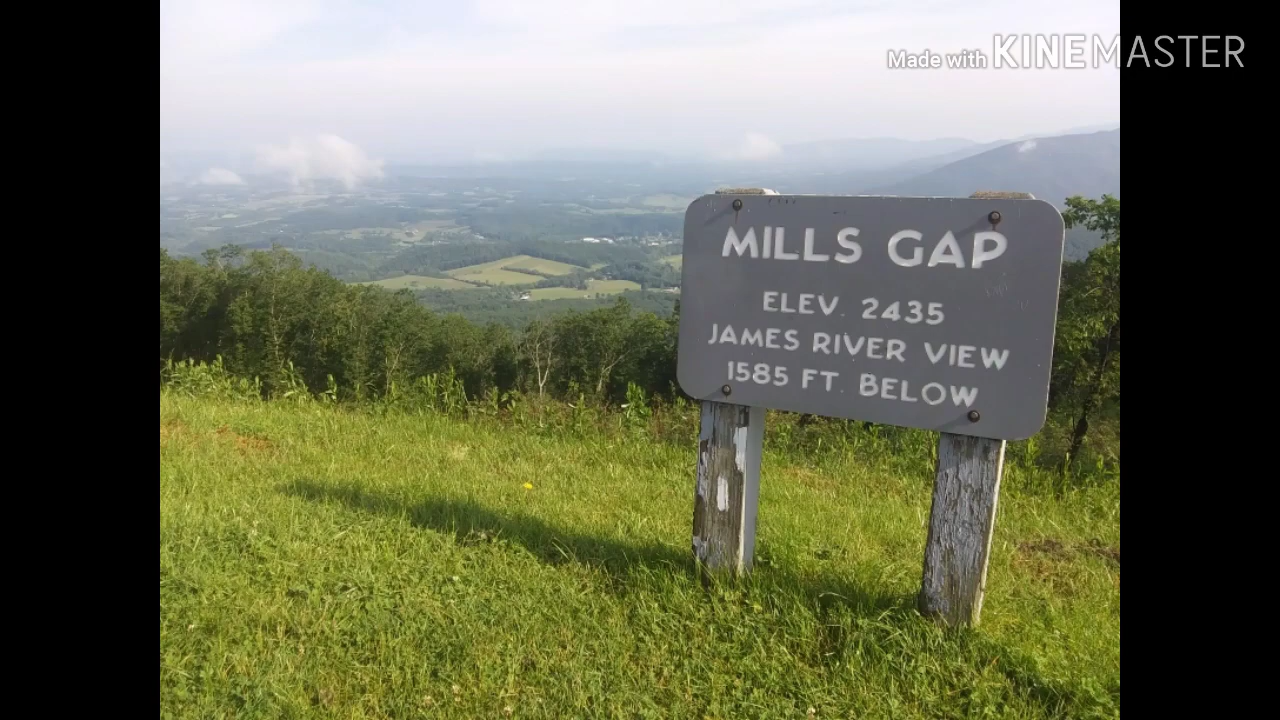 Made with KINEMASTER
MILLS GAP
ELEV. 2435
JAMES RIVER VIEW
1585 FT. BELOW